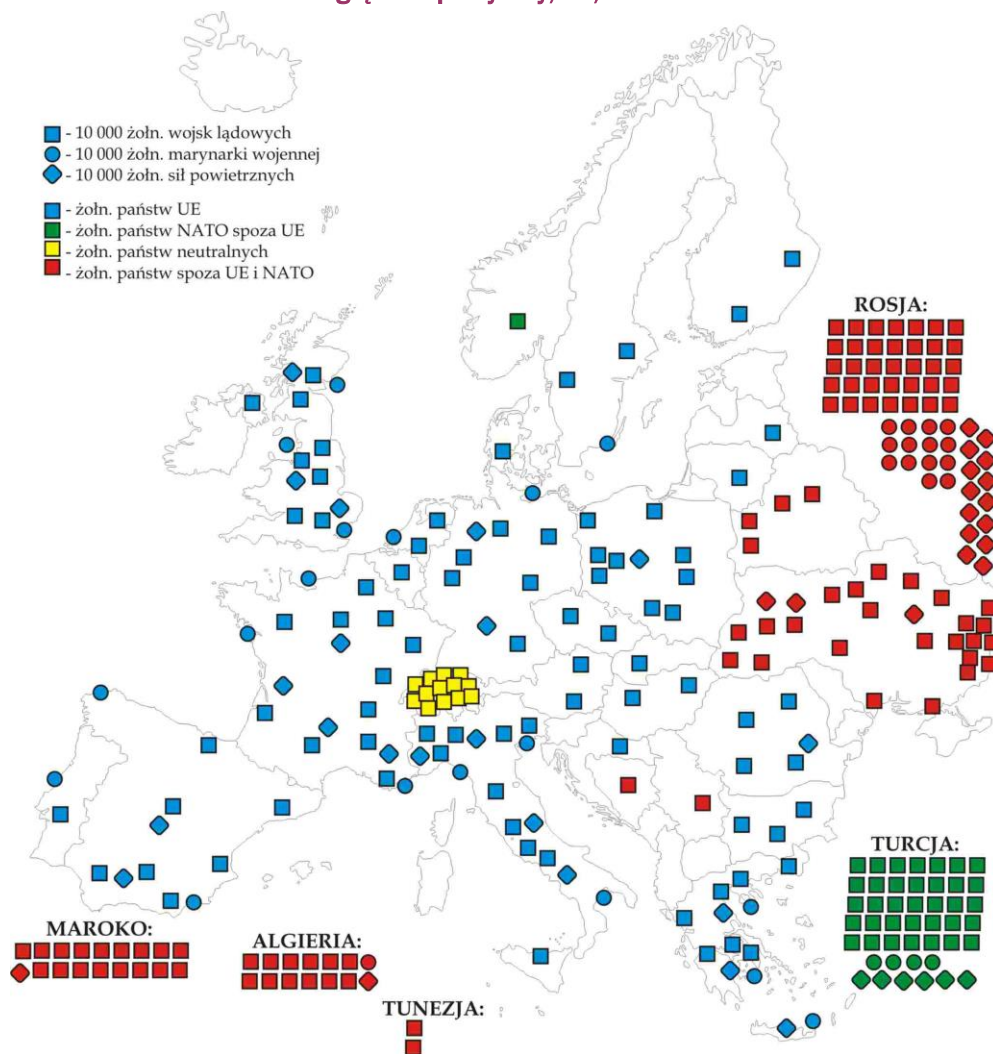 - 10 000 żołn. wojsk lądowych
- 10 000 żołn. marynarki wojennej
- 10 000 żołn. sił powietrznych
- żołn. państw UE
- żołn. państw NATO spoza UE
- żołn. państw neutralnych
- żołn. państw spoza UE i NATO
ROSJA:
TURCJA:
MAROKO:
ALGIERIA:
TUNEZJA: